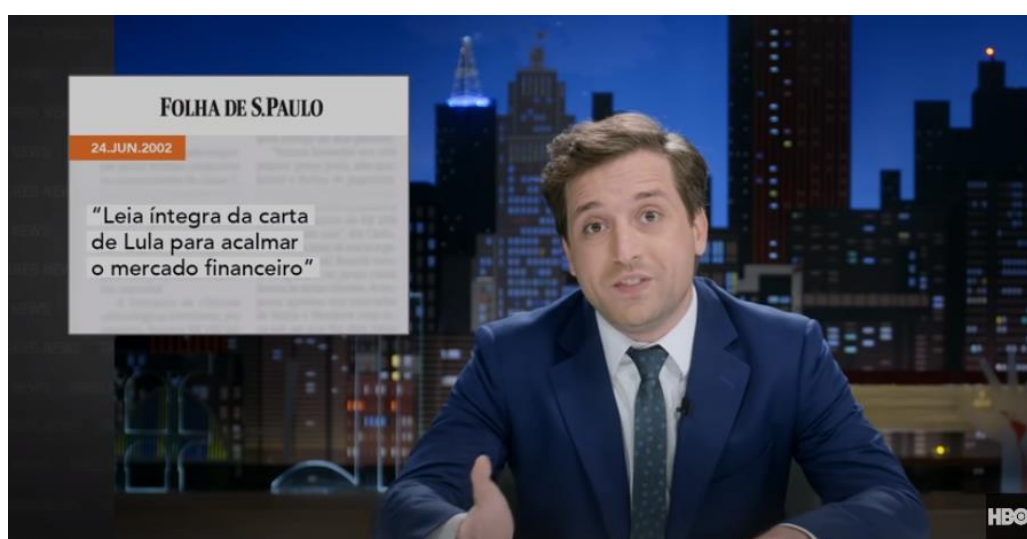 FOLHA DE S.PAULO
24.JUN.2002
“Leia íntegra da carta
de Lula para acalmar
o mercado financeiro”
HBO